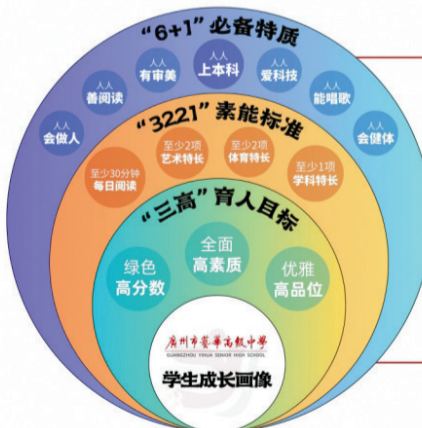 “6+1”必备特质
人人
会做人
人人
善阅读
人人
有审美
人人
上本科
人人
爱科技
人人
能唱歌
人人
会健体
“3221”素能标准
至少30分钟
每日阅读
至少2项
艺术特长
至少2项
体育特长
至少1项
学科特长
“三高”育人目标
绿色
高分数
全面
高素质
优雅
高品位
广州市艺华高级中学
GUANGZHOU YIHUA SENIOR HIGH SCHOOL
学生成长画像